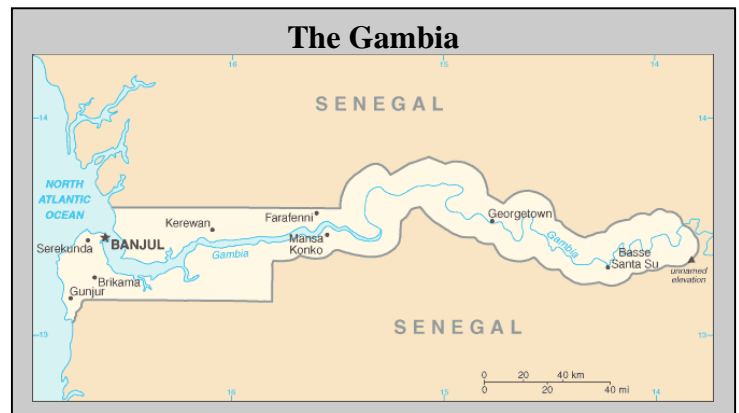 The Gambia
16
15
14
SENEGAL
14
14
NORTH
ATLANTIC
OCEAN
Farafenni
Georgetown
Kerewan
Serekunda
BANJUL
Mansa
Konko
Gambia
Gambia
Basse
Santa Su
unnamed
elevation
Brikama
Gunjur
SENEGAL
13
13
0 20 40 km
0 20 40 mi
16
15
14